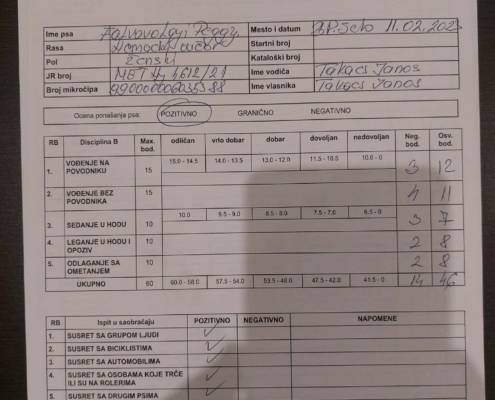 Ime psa Peggy Mesto i datum 11.02.202
Rasa Startni broj
Pol Ženski Kataloški broj
JR broj MET 4612/21 Ime vodiča Takacs Janos
Broj mikročipa Ime vlasnika Takacs Janos
Ocena ponašanja psa: POZITIVNO GRANIČNO NEGATIVNO
RB Disciplina B Max. bod. odličan vrlo dobar dobar dovoljan nedovoljan Neg. bod. Osv. bod.
1. VOĐENJE NA POVODNIKU 15 15.0 - 14.5 14.0 - 13.5 13.0 - 12.0 11.5 - 10.5 10.0 - 0 3 12
2. VOĐENJE BEZ POVODNIKA 15 4 11
10.0 9.5 - 9.0 8.5 - 8.0 7.5 - 7.0 6.5 - 0
3. SEDANJE U HODU 10 3 7
4. LEGANJE U HODU I OPOZIV 10 2 8
5. ODLAGANJE SA OMETANJEM 10 2 8
UKUPNO 60 60.0 - 58.0 57.5 - 54.0 53.5 - 48.0 47.5 - 42.0 41.5 - 0 14 46
RB Ispit u saobraćaju POZITIVNO NEGATIVNO NAPOMENE
1. SUSRET SA GRUPOM LJUDI ✓
2. SUSRET SA BICIKLISTIMA ✓
3. SUSRET SA AUTOMOBILIMA ✓
4. SUSRET SA OSOBAMA KOJE TRČE ILI SU NA ROLERIMA ✓
5. SUSRET SA DRUGIM PSIMA ✓